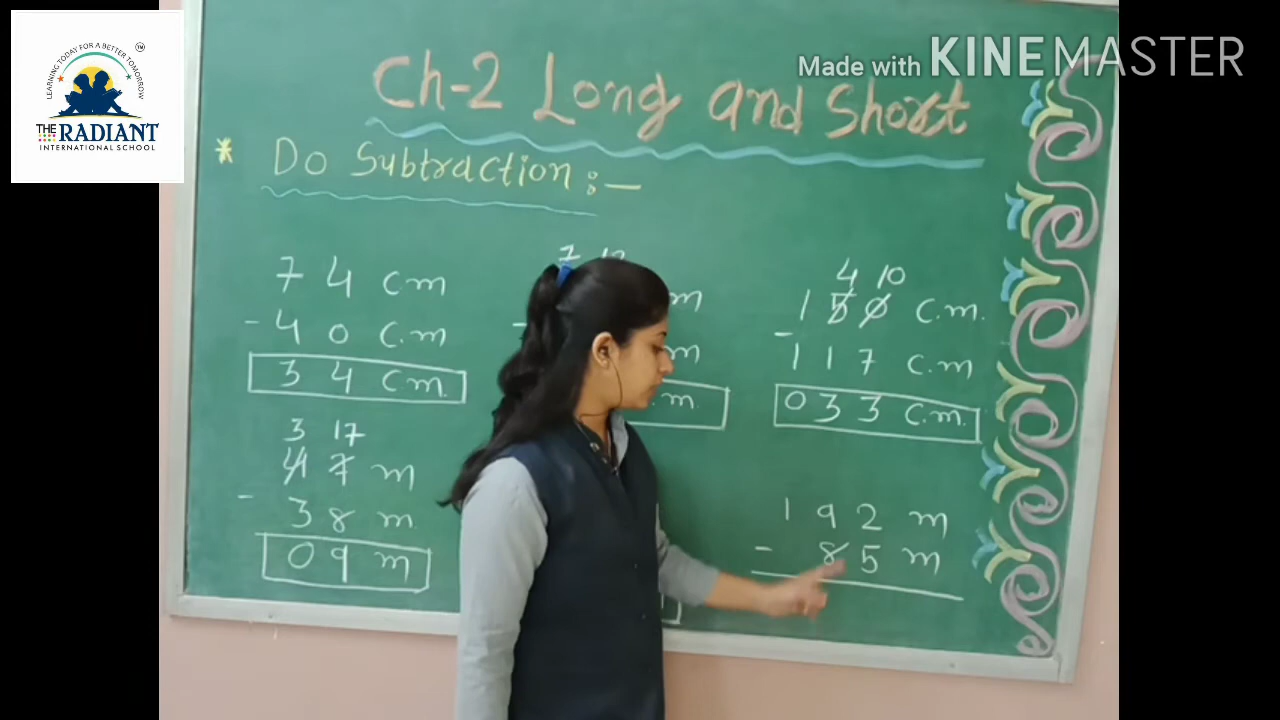 LEARNING TODAY FOR A BETTER TOMORROW
TM
THE RADIANT
INTERNATIONAL SCHOOL
Made with KINEMASTER
Ch-2 Long and Short
* Do Subtraction :-
7 4 c m
- 4 0 c.m
3 4 c m.
7
m
-
m
.m.
4 10
1 5 0 c.m.
- 1 1 7 c.m
0 3 3 c.m.
3 17
4 7 m
- 3 8 m.
0 9 m
1 9 2 m
- 8 5 m